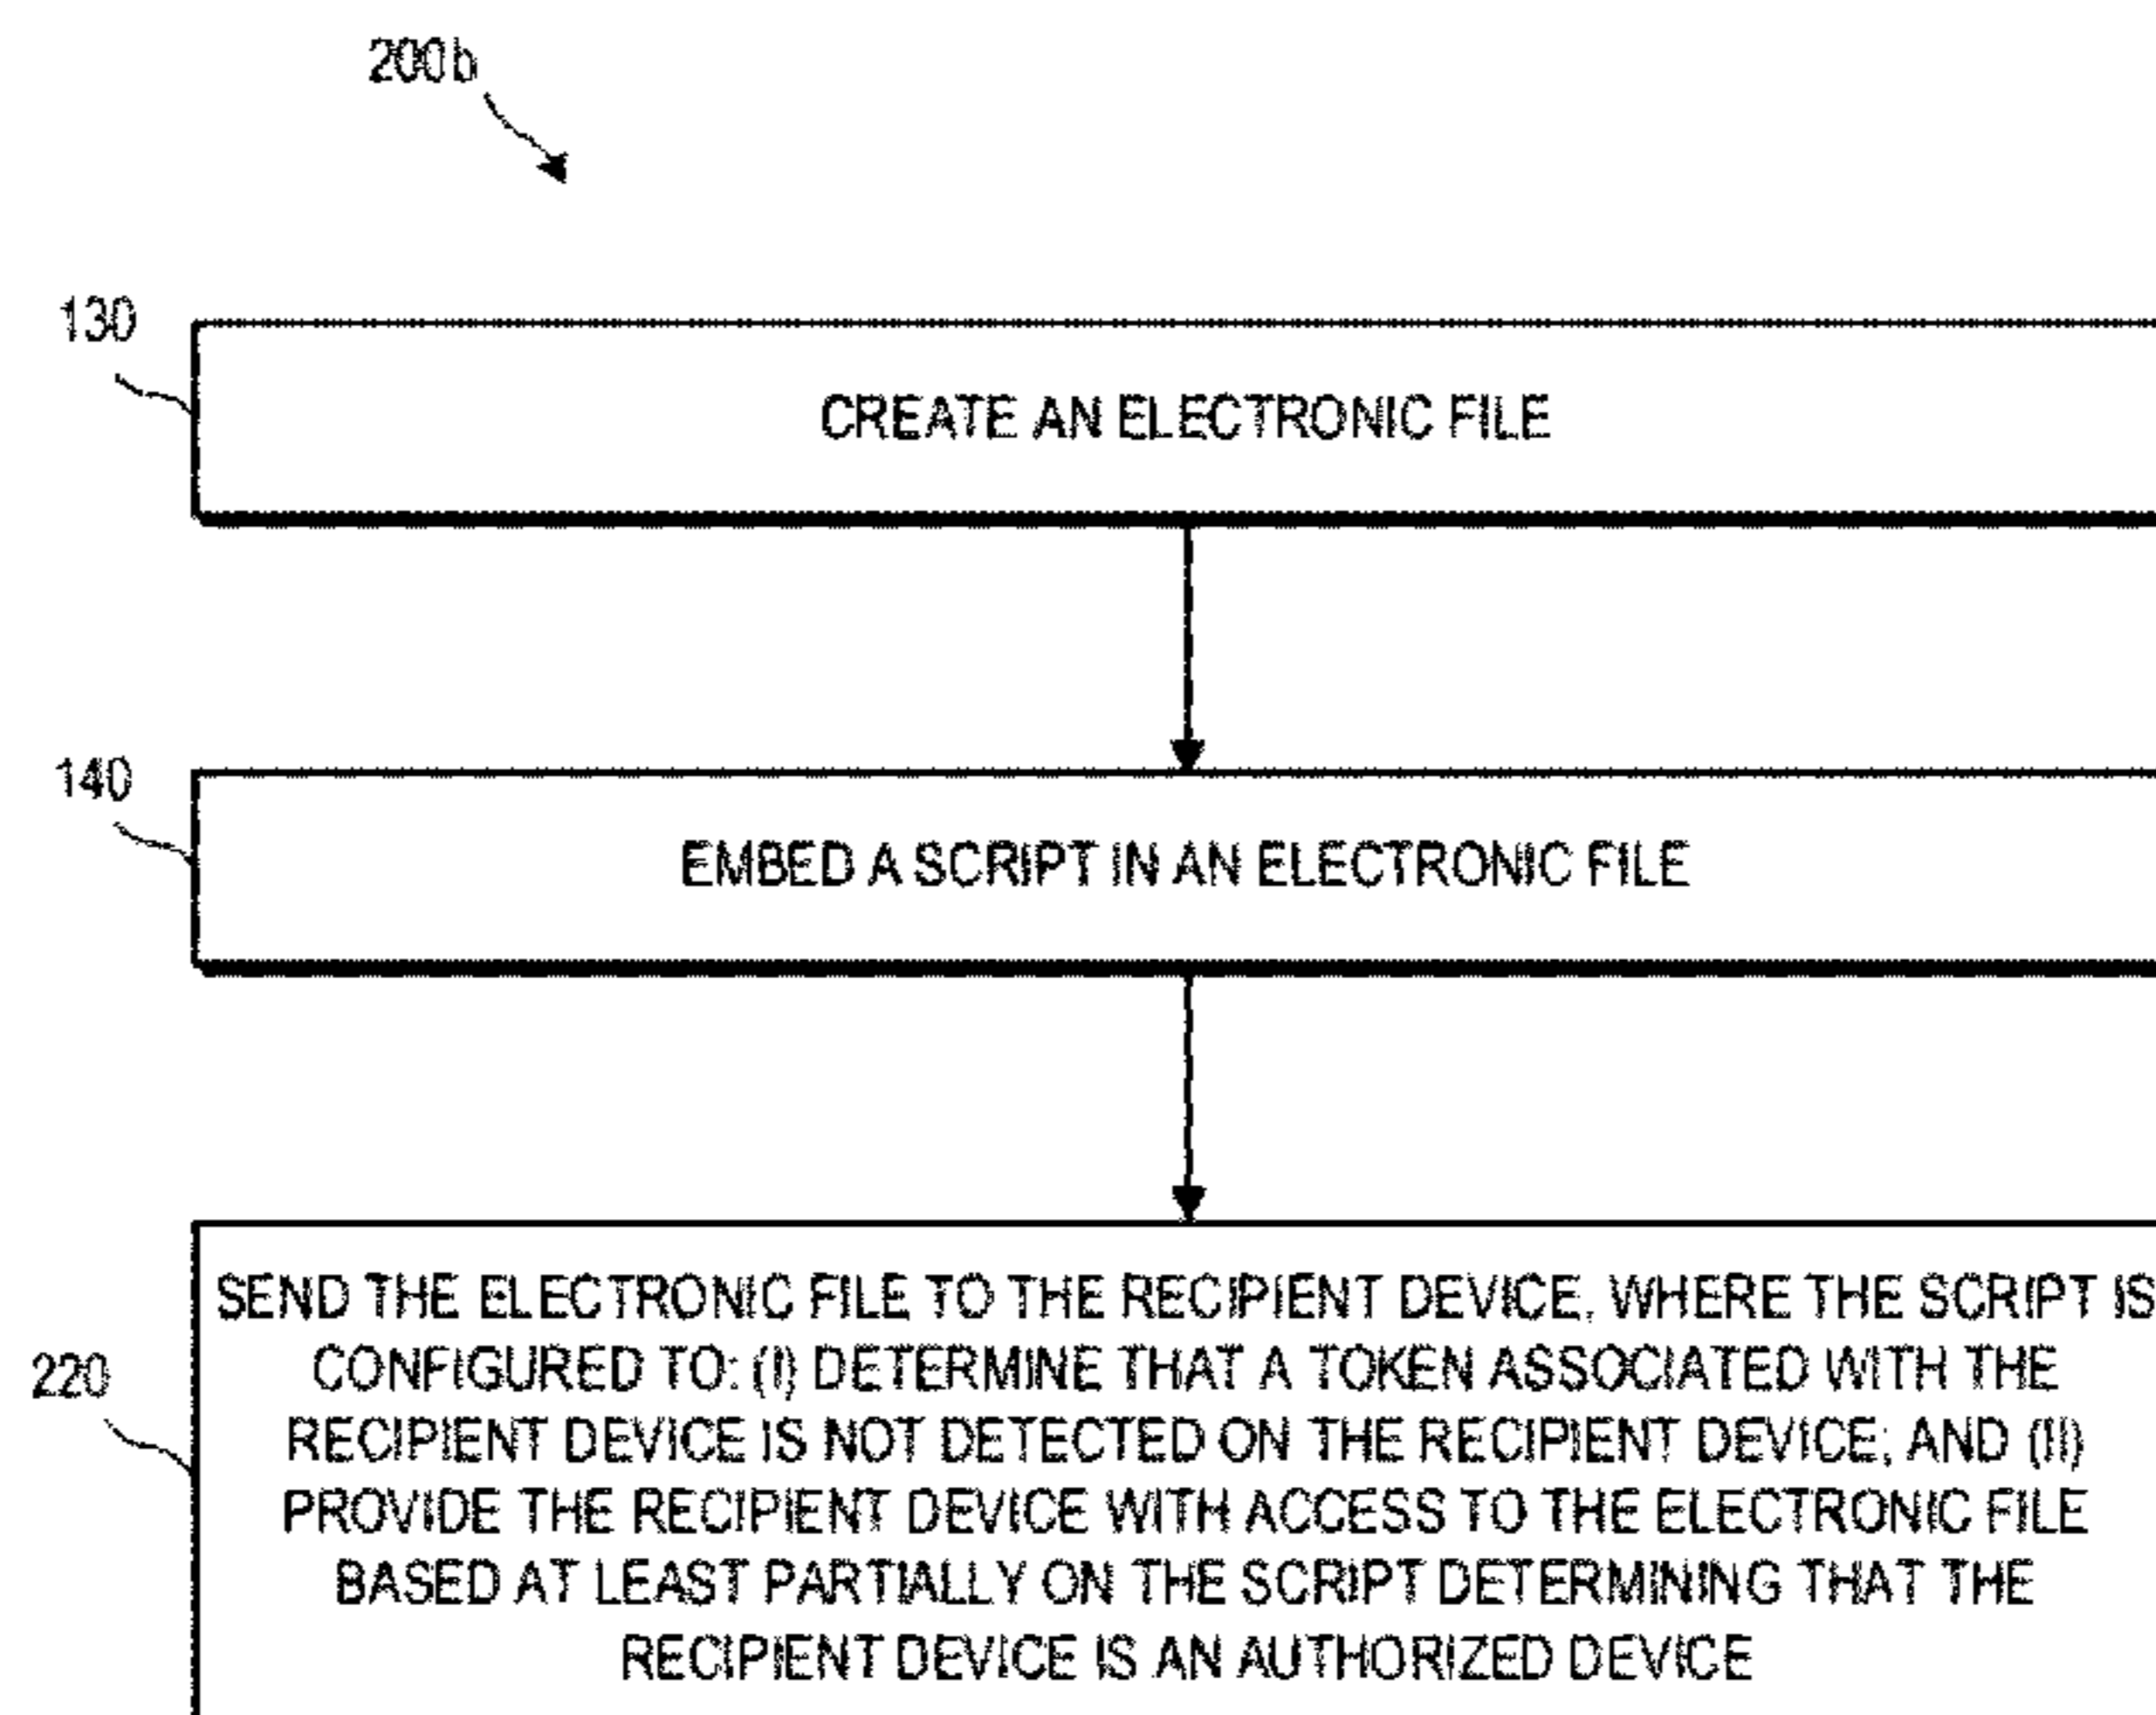 200b
130
CREATE AN ELECTRONIC FILE
140
EMBED A SCRIPT IN AN ELECTRONIC FILE
220
SEND THE ELECTRONIC FILE TO THE RECIPIENT DEVICE, WHERE THE SCRIPT IS
CONFIGURED TO: (I) DETERMINE THAT A TOKEN ASSOCIATED WITH THE
RECIPIENT DEVICE IS NOT DETECTED ON THE RECIPIENT DEVICE; AND (II)
PROVIDE THE RECIPIENT DEVICE WITH ACCESS TO THE ELECTRONIC FILE
BASED AT LEAST PARTIALLY ON THE SCRIPT DETERMINING THAT THE
RECIPIENT DEVICE IS AN AUTHORIZED DEVICE